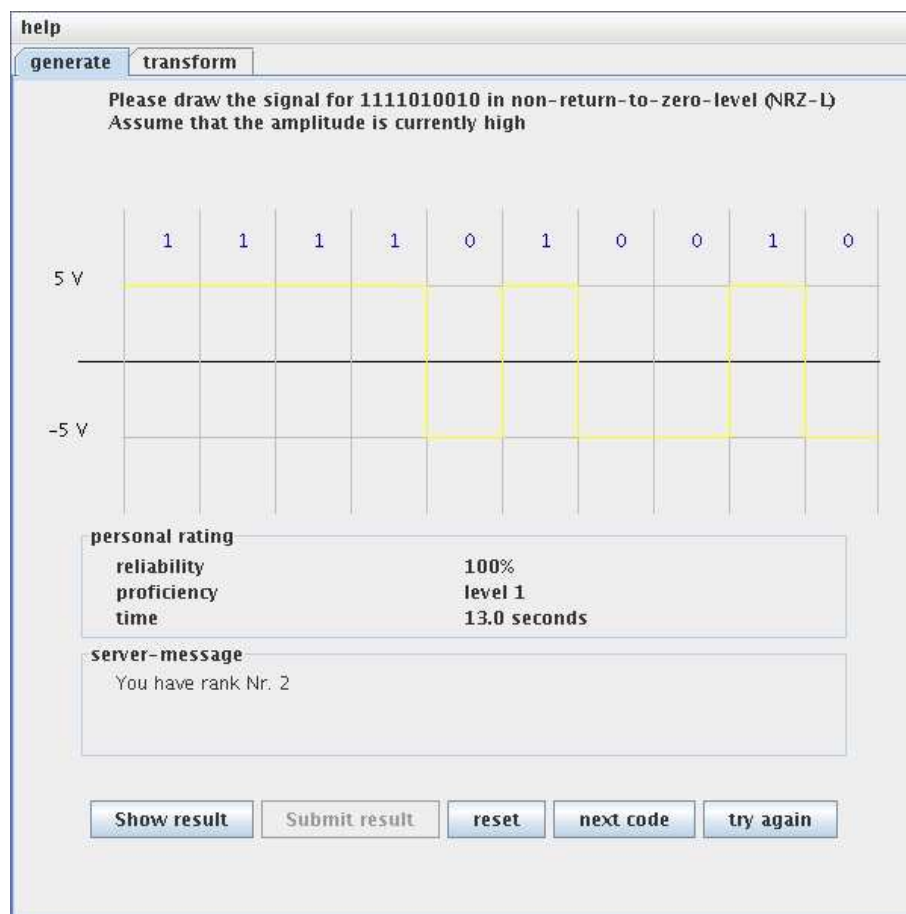 help
generate transform
Please draw the signal for 1111010010 in non-return-to-zero-level (NRZ-L)
Assume that the amplitude is currently high
1 1 1 1 0 1 0 0 1 0
5 V
-5 V
personal rating
reliability 100%
proficiency level 1
time 13.0 seconds
server-message
You have rank Nr. 2
Show result Submit result reset next code try again